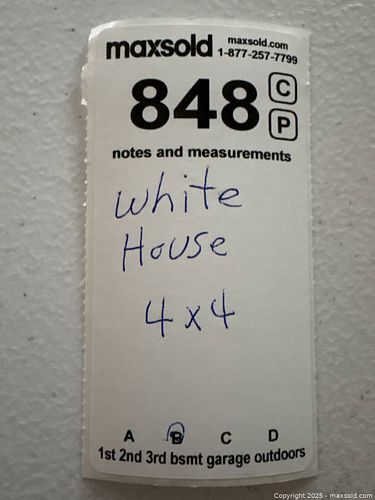 maxsold maxsold.com
1-877-257-7799
848 C
P
notes and measurements
White
House
4x4
A B C D
1st 2nd 3rd bsmt garage outdoors
Copyright 2025 - maxsold.com